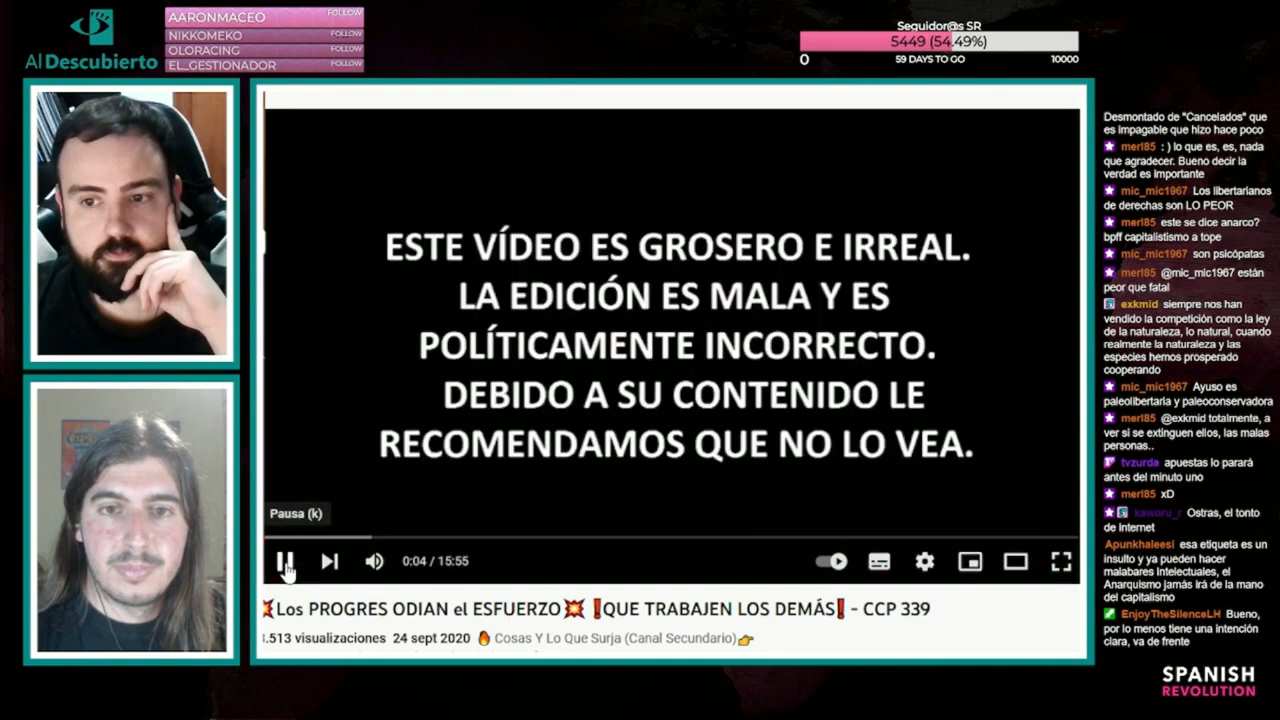 Al Descubierto
AARONMACEO FOLLOW
NIKKOMEKO FOLLOW
OLORACING FOLLOW
EL_GESTIONADOR FOLLOW
Seguidor@s SR
5449 (54.49%)
0 59 DAYS TO GO 10000
ESTE VÍDEO ES GROSERO E IRREAL.
LA EDICIÓN ES MALA Y ES
POLÍTICAMENTE INCORRECTO.
DEBIDO A SU CONTENIDO LE
RECOMENDAMOS QUE NO LO VEA.
Pausa (k)
0:04 / 15:55
💥Los PROGRES ODIAN el ESFUERZO💥 ❗QUE TRABAJEN LOS DEMÁS❗ - CCP 339
.513 visualizaciones 24 sept 2020 🔥 Cosas Y Lo Que Surja (Canal Secundario)👉
Desmontado de "Cancelados" que
es impagable que hizo hace poco
merl85 : ) lo que es, es, nada
que agradecer. Bueno decir la
verdad es importante
mic_mic1967 Los libertarianos
de derechas son LO PEOR
merl85 este se dice anarco?
bpff capitalistismo a tope
mic_mic1967 son psicópatas
merl85 @mic_mic1967 están
peor que fatal
exkmid siempre nos han
vendido la competición como la ley
de la naturaleza, lo natural, cuando
realmente la naturaleza y las
especies hemos prosperado
cooperando
mic_mic1967 Ayuso es
paleolibertaria y paleoconservadora
merl85 @exkmid totalmente, a
ver si se extinguen ellos, las malas
personas..
tvzurda apuestas lo parará
antes del minuto uno
merl85 xD
kaworu_r Ostras, el tonto
de Internet
Apunkhaleesi esa etiqueta es un
insulto y ya pueden hacer
malabares intelectuales, el
Anarquismo jamás irá de la mano
del capitalismo
EnjoyTheSilenceLH Bueno,
por lo menos tiene una intención
clara, va de frente
SPANISH
REVOLUTION